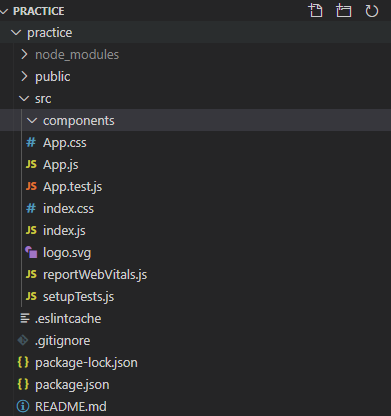 PRACTICE
practice
node_modules
public
src
components
# App.css
JS App.js
JS App.test.js
# index.css
JS index.js
logo.svg
JS reportWebVitals.js
JS setupTests.js
.eslintcache
.gitignore
{} package-lock.json
{} package.json
README.md